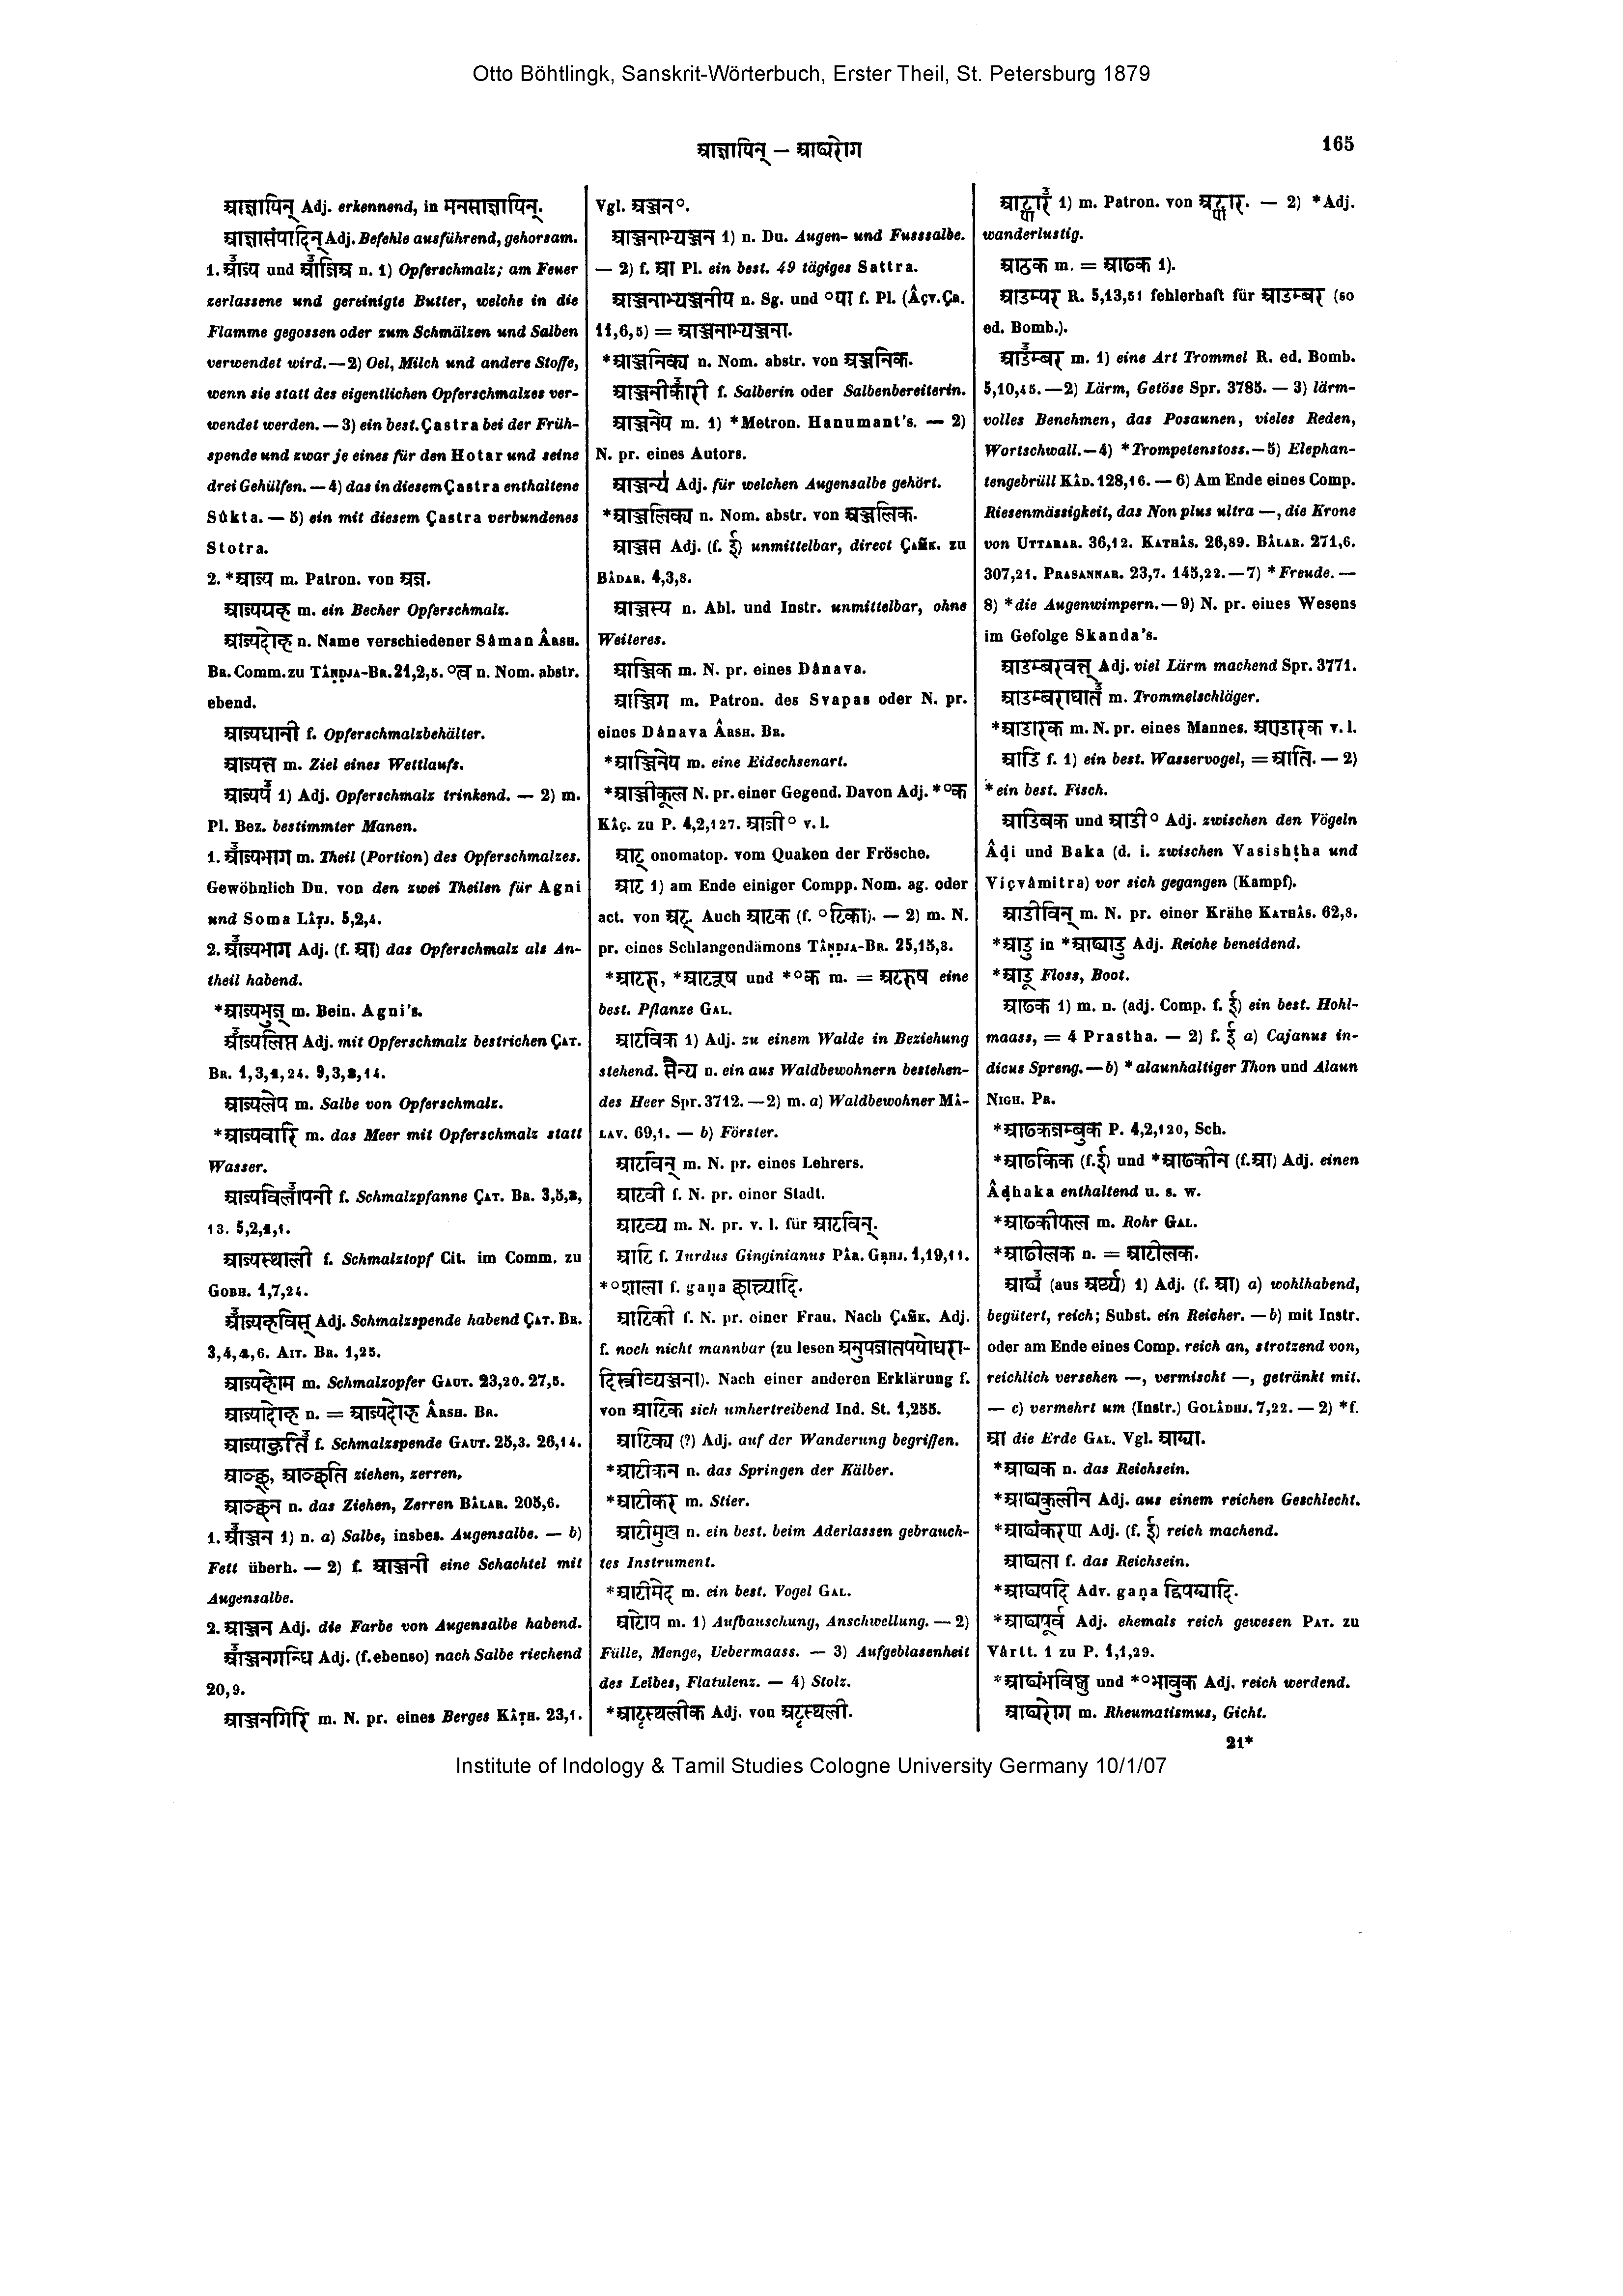 Otto Böhtlingk, Sanskrit-Wörterbuch, Erster Theil, St. Petersburg 1879
आज्ञायिन् — आढ्यरोग
165
आज्ञायिन् Adj. erkennend, in मनसाज्ञायिन्.
आज्ञासंपादिन् Adj. Befehle ausführend, gehorsam.
1. आज्य und आज्जिअ n. 1) Opferschmalz; am Feuer
zerlassene und gereinigte Butter, welche in die
Flamme gegossen oder zum Schmälzen und Salben
verwendet wird. — 2) Oel, Milch und andere Stoffe,
wenn sie statt des eigentlichen Opferschmalzes ver-
wendet werden. — 3) ein best. Çastra bei der Früh-
spende und zwar je eines für den Hotar und seine
drei Gehülfen. — 4) das in diesem Çastra enthaltene
Sûkta. — 5) ein mit diesem Çastra verbundenes
Stotra.
2. *आज्य m. Patron. von अज.
आज्यग्रह m. ein Becher Opferschmalz.
आज्यदोह n. Name verschiedener Sâman Ârsh.
Br. Comm. zu Tâṇḍja-Br. 21,2,5. °त्व n. Nom. abstr.
ebend.
आज्यधानी f. Opferschmalzbehälter.
आज्यन्त m. Ziel eines Wettlaufs.
आज्यप 1) Adj. Opferschmalz trinkend. — 2) m.
Pl. Bez. bestimmter Manen.
1. आज्यभाग m. Theil (Portion) des Opferschmalzes.
Gewöhnlich Du. von den zwei Theilen für Agni
und Soma Lâṭj. 5,2,4.
2. आज्यभाग Adj. (f. आ) das Opferschmalz als An-
theil habend.
*आज्यभुज् m. Bein. Agni's.
आज्यलिप्त Adj. mit Opferschmalz bestrichen Çat.
Br. 1,3,1,24. 9,3,3,14.
आज्यलेप m. Salbe von Opferschmalz.
*आज्यवारि m. das Meer mit Opferschmalz statt
Wasser.
आज्यविलापनी f. Schmalzpfanne Çat. Br. 3,5,3,
13. 5,2,1,1.
आज्यस्थाली f. Schmalztopf Cit. im Comm. zu
Gobh. 1,7,24.
आज्यहविस् Adj. Schmalzspende habend Çat. Br.
3,4,4,6. Ait. Br. 1,25.
आज्यहोम m. Schmalzopfer Gaut. 23,20. 27,5.
आज्यादोह n. = आज्यदोह Ârsh. Br.
आज्याहुति f. Schmalzspende Gaut. 25,3. 26,14.
आञ्छ्, आञ्छति ziehen, zerren.
आञ्छन n. das Ziehen, Zerren Bâlar. 205,6.
1. आञ्जन 1) n. a) Salbe, insbes. Augensalbe. — b)
Fett überh. — 2) f. आञ्जनी eine Schachtel mit
Augensalbe.
2. आञ्जन Adj. die Farbe von Augensalbe habend.
आञ्जनगन्धि Adj. (f. ebenso) nach Salbe riechend
20,9.
आञ्जनगिरि m. N. pr. eines Berges Kâṭh. 23,1.
Vgl. अञ्जन°.
आञ्जनाभ्यञ्जन 1) n. Du. Augen- und Fusssalbe.
— 2) f. आ Pl. ein best. 49 tägiges Sattra.
आञ्जनाभ्यञ्जनीय n. Sg. und °या f. Pl. (Âçv. Çr.
11,6,5) = आञ्जनाभ्यञ्जना.
*आञ्जनिक्य n. Nom. abstr. von अञ्जनिक.
आञ्जनीकारी f. Salberin oder Salbenbereiterin.
आञ्जनेय m. 1) *Metron. Hanumant's. — 2)
N. pr. eines Autors.
आञ्जन्य Adj. für welchen Augensalbe gehört.
*आञ्जलिक्य n. Nom. abstr. von अञ्जलिक.
आञ्जस Adj. (f. ई) unmittelbar, direct Çaṁk. zu
Bâdar. 4,3,8.
आञ्जस्य n. Abl. und Instr. unmittelbar, ohne
Weiteres.
आञ्जिक m. N. pr. eines Dânava.
आञ्जिग m. Patron. des Svapas oder N. pr.
eines Dânava Ârsh. Br.
*आञ्जिनेय m. eine Eidechsenart.
*आञ्जीकूल N. pr. einer Gegend. Davon Adj. *°क
Kâç. zu P. 4,2,127. आजी° v. l.
आट् onomatop. vom Quaken der Frösche.
आट 1) am Ende einiger Compp. Nom. ag. oder
act. von अट्. Auch आटक (f. °टिका). — 2) m. N.
pr. eines Schlangendämons Tâṇḍja-Br. 25,15,3.
*आटरु, *आटरूष und *°क m. = अटरुष eine
best. Pflanze Gal.
आटविक 1) Adj. zu einem Walde in Beziehung
stehend. सैन्य n. ein aus Waldbewohnern bestehen-
des Heer Spr. 3712. — 2) m. a) Waldbewohner Mâ-
lav. 69,1. — b) Förster.
आटविन् m. N. pr. eines Lehrers.
आटवी f. N. pr. einer Stadt.
आटव्य m. N. pr. v. l. für आटविन्.
आटि f. Turdus Ginginianus Pâr. Gṛhj. 1,19,11.
*°शाला f. gaṇa छात्र्यादि.
आटिकी f. N. pr. einer Frau. Nach Çaṁk. Adj.
f. noch nicht mannbar (zu lesen अनुपजातपयोधरा-
दिस्त्रीव्यञ्जना). Nach einer anderen Erklärung f.
von आटिक sich umhertreibend Ind. St. 1,255.
आटिक्य (?) Adj. auf der Wanderung begriffen.
*आटीकन n. das Springen der Kälber.
*आटीकर m. Stier.
आटीमुख n. ein best. beim Aderlassen gebrauch-
tes Instrument.
*आटीमेद m. ein best. Vogel Gal.
आटोप m. 1) Aufbauschung, Anschwellung. — 2)
Fülle, Menge, Uebermaass. — 3) Aufgeblasenheit
des Leibes, Flatulenz. — 4) Stolz.
*आट्टस्थलीक Adj. von अट्टस्थली.
आट्णार 1) m. Patron. von अट्णार. — 2) *Adj.
wanderlustig.
आठक m. = आढक 1).
आडम्पर R. 5,13,51 fehlerhaft für आडम्बर (so
ed. Bomb.).
आडम्बर m. 1) eine Art Trommel R. ed. Bomb.
5,10,45. — 2) Lärm, Getöse Spr. 3785. — 3) lärm-
volles Benehmen, das Posaunen, vieles Reden,
Wortschwall. — 4) *Trompetenstoss. — 5) Elephan-
tengebrüll Kâd. 128,16. — 6) Am Ende eines Comp.
Riesenmässigkeit, das Non plus ultra —, die Krone
von Uttarar. 36,12. Kathâs. 26,89. Bâlar. 271,6.
307,21. Prasannar. 23,7. 145,22. — 7) *Freude. —
8) *die Augenwimpern. — 9) N. pr. eines Wesens
im Gefolge Skanda's.
आडम्बरवत् Adj. viel Lärm machend Spr. 3771.
आडम्बराघात m. Trommelschläger.
*आडारक m. N. pr. eines Mannes. अण्डारक v. l.
आडि f. 1) ein best. Wasservogel, = आति. — 2)
*ein best. Fisch.
आडिबक und आडी° Adj. zwischen den Vögeln
Âḍi und Baka (d. i. zwischen Vasishṭha und
Viçvâmitra) vor sich gegangen (Kampf).
आडीविन् m. N. pr. einer Krähe Kathâs. 62,8.
*आडु in *आढ्याडु Adj. Reiche beneidend.
*आडू Floss, Boot.
आढक 1) m. n. (adj. Comp. f. ई) ein best. Hohl-
maass, = 4 Prastha. — 2) f. ई a) Cajanus in-
dicus Spreng. — b) *alaunhaltiger Thon und Alaun
Nigh. Pr.
*आढकजम्बुक P. 4,2,120, Sch.
*आढकिक (f. ई) und *आढकीन (f. आ) Adj. einen
Âḍhaka enthaltend u. s. w.
*आढकीफल m. Rohr Gal.
*आढीलक n. = आटीलक.
आढ्य (aus अर्थ्य) 1) Adj. (f. आ) a) wohlhabend,
begütert, reich; Subst. ein Reicher. — b) mit Instr.
oder am Ende eines Comp. reich an, strotzend von,
reichlich versehen —, vermischt —, getränkt mit.
— c) vermehrt um (Instr.) Golâdhj. 7,22. — 2) *f.
आ die Erde Gal. Vgl. आढ्या.
*आढ्यक n. das Reichsein.
*आढ्यकुलीन Adj. aus einem reichen Geschlecht.
*आढ्यंकरण Adj. (f. ई) reich machend.
आढ्यता f. das Reichsein.
*आढ्यपदि Adv. gaṇa द्विपद्यादि.
*आढ्यपूर्व Adj. ehemals reich gewesen Pat. zu
Vârtt. 1 zu P. 1,1,29.
*आढ्यंभविष्णु und *°भावुक Adj. reich werdend.
आढ्यरोग m. Rheumatismus, Gicht.
21*
Institute of Indology & Tamil Studies Cologne University Germany 10/1/07